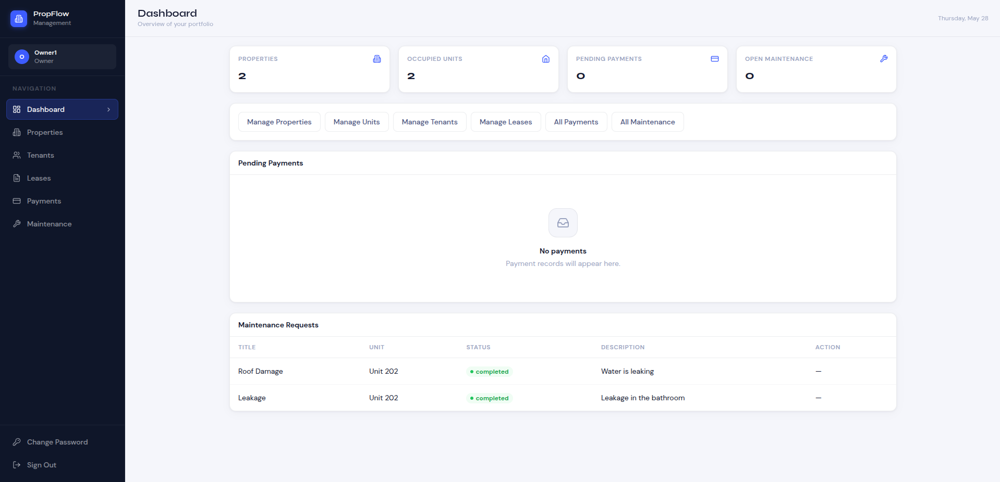 PropFlow
Management
O
Owner1
Owner
NAVIGATION
Dashboard
Properties
Tenants
Leases
Payments
Maintenance
Change Password
Sign Out
Dashboard
Overview of your portfolio
Thursday, May 28
PROPERTIES
2
OCCUPIED UNITS
2
PENDING PAYMENTS
0
OPEN MAINTENANCE
0
Manage Properties
Manage Units
Manage Tenants
Manage Leases
All Payments
All Maintenance
Pending Payments
No payments
Payment records will appear here.
Maintenance Requests
TITLE UNIT STATUS DESCRIPTION ACTION
Roof Damage Unit 202 completed Water is leaking —
Leakage Unit 202 completed Leakage in the bathroom —